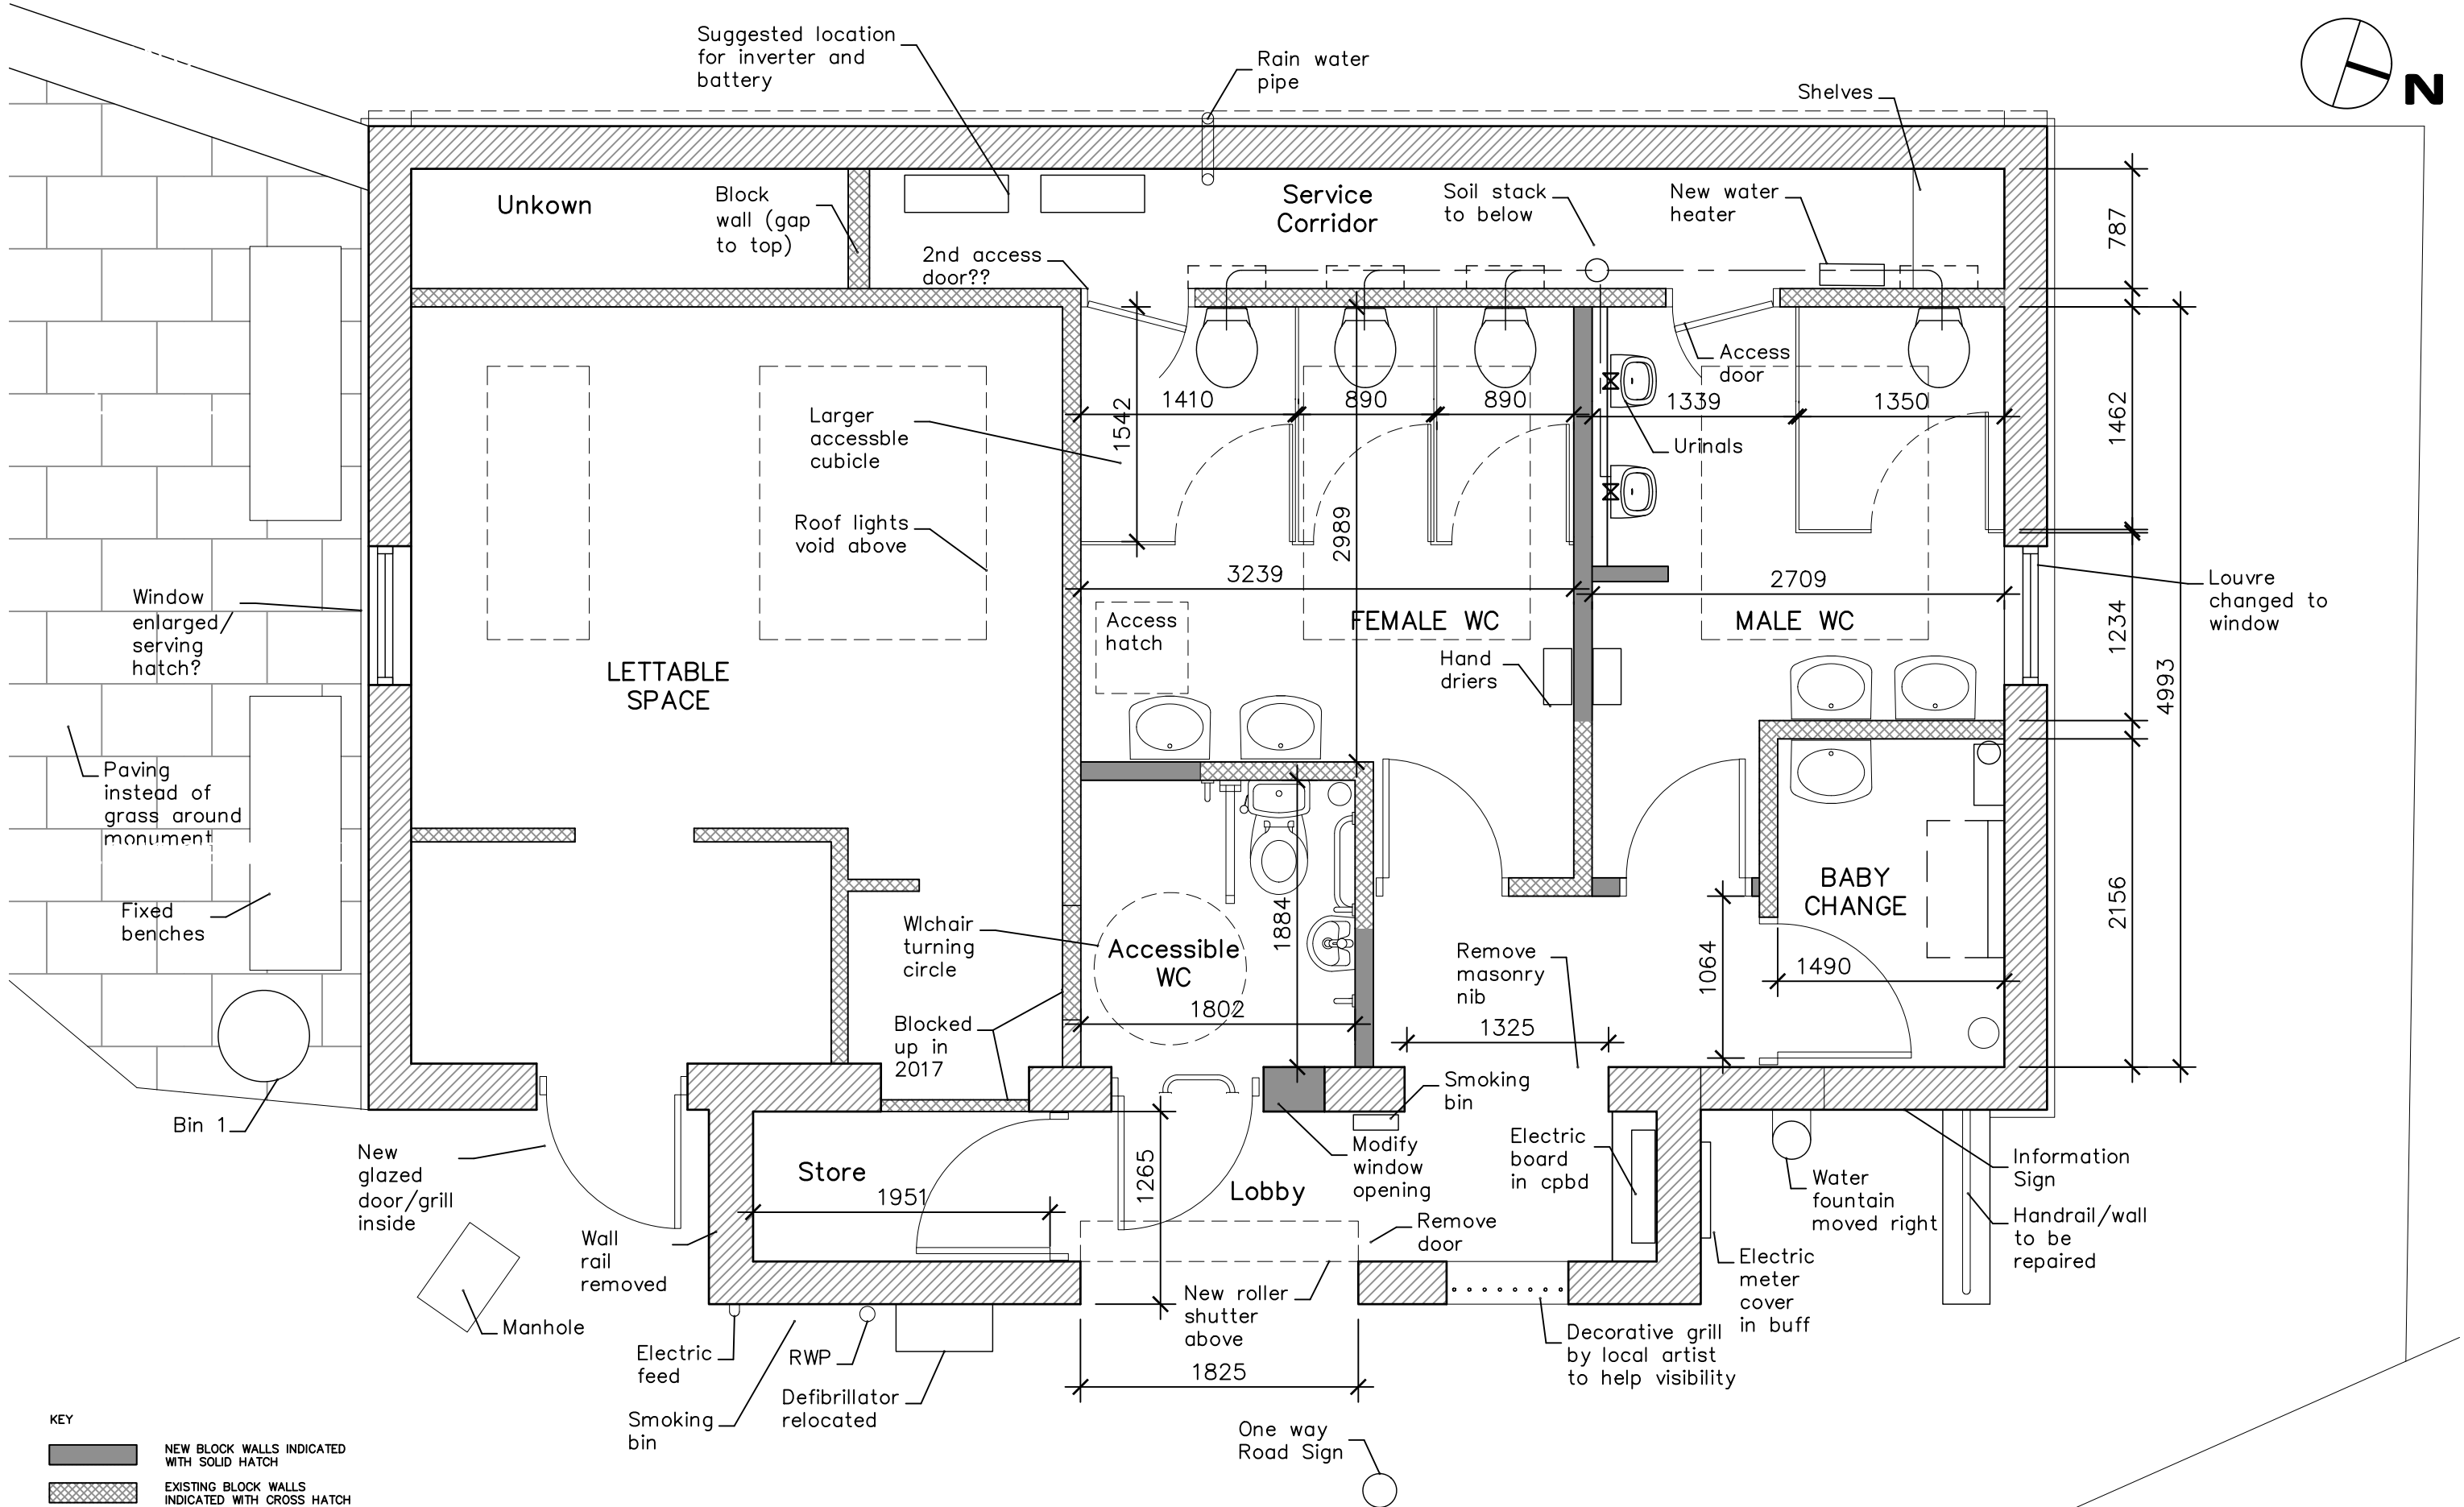 Suggested location
for inverter and
battery
Rain water
pipe
Shelves
N
Unkown
Block
wall (gap
to top)
Service
Corridor
Soil stack
to below
New water
heater
787
2nd access
door??
Access
door
1410
890
890
1339
1350
1542
1462
Larger
accessble
cubicle
Urinals
2989
Roof lights
void above
3239
2709
Louvre
changed to
window
Window
enlarged/
serving
hatch?
Access
hatch
FEMALE WC
MALE WC
1234
4993
Hand
driers
LETTABLE
SPACE
Paving
instead of
grass around
monument
BABY
CHANGE
Fixed
benches
2156
1884
Wlchair
turning
circle
Accessible
WC
Remove
masonry
nib
1064
1490
1802
1325
Blocked
up in
2017
Smoking
bin
Bin 1
New
glazed
door/grill
inside
Store
1951
1265
Lobby
Modify
window
opening
Electric
board
in cpbd
Information
Sign
Water
fountain
moved right
Handrail/wall
to be
repaired
Wall
rail
removed
Remove
door
Electric
meter
cover
in buff
New roller
shutter
above
Manhole
Electric
feed
RWP
Decorative grill
by local artist
to help visibility
1825
Defibrillator
relocated
Smoking
bin
One way
Road Sign
KEY
NEW BLOCK WALLS INDICATED
WITH SOLID HATCH
EXISTING BLOCK WALLS
INDICATED WITH CROSS HATCH